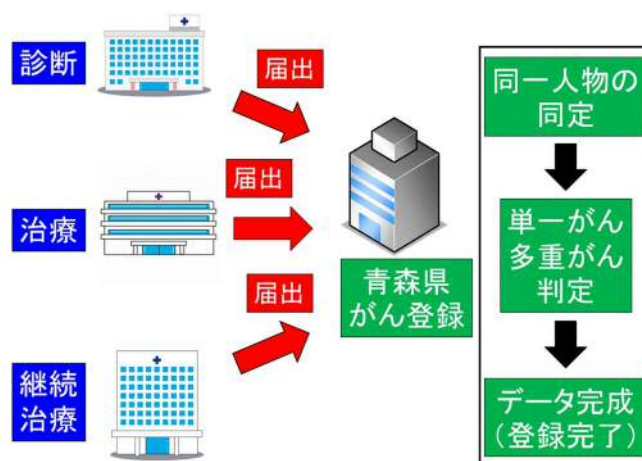 診断
届出
治療
届出
継続
治療
届出
青森県
がん登録
同一人物の
同定
単一がん
多重がん
判定
データ完成
(登録完了)